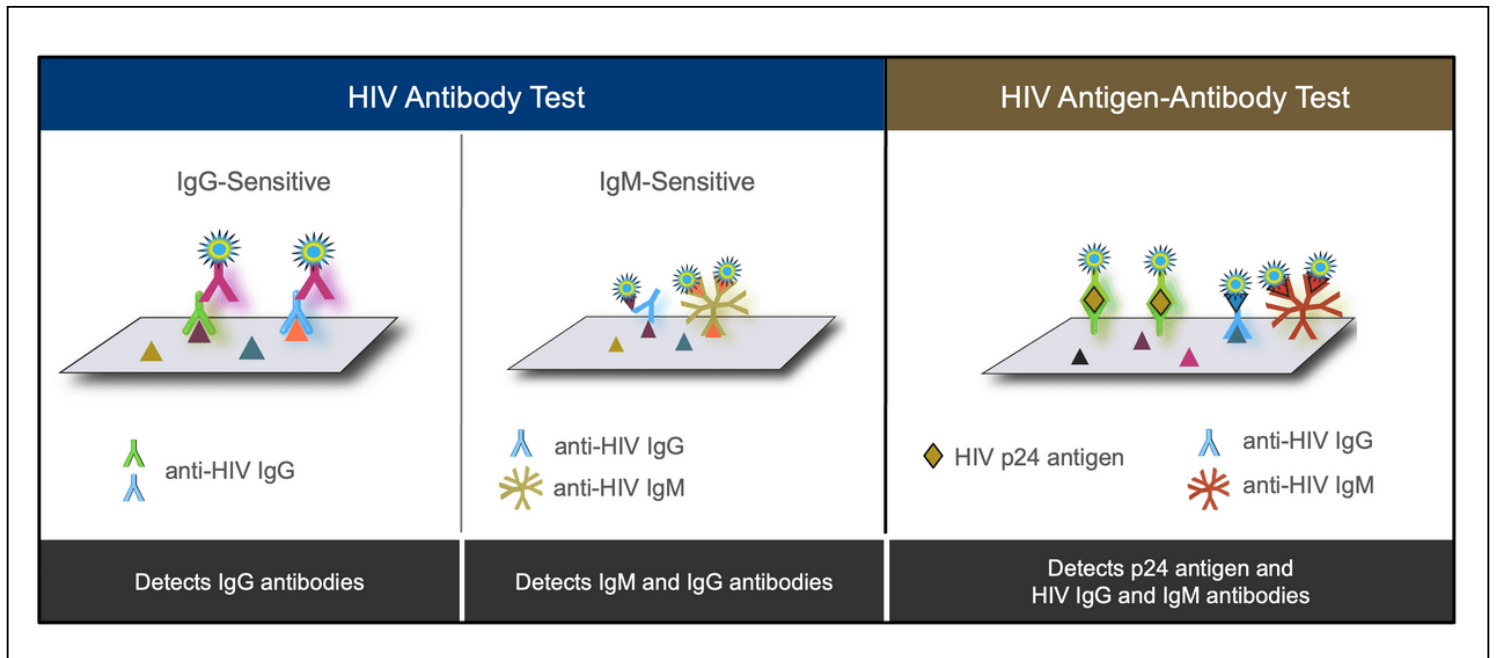 HIV Antibody Test
HIV Antigen-Antibody Test
IgG-Sensitive
IgM-Sensitive
anti-HIV IgG
anti-HIV IgG
anti-HIV IgM
HIV p24 antigen
anti-HIV IgG
anti-HIV IgM
Detects IgG antibodies
Detects IgM and IgG antibodies
Detects p24 antigen and
HIV IgG and IgM antibodies